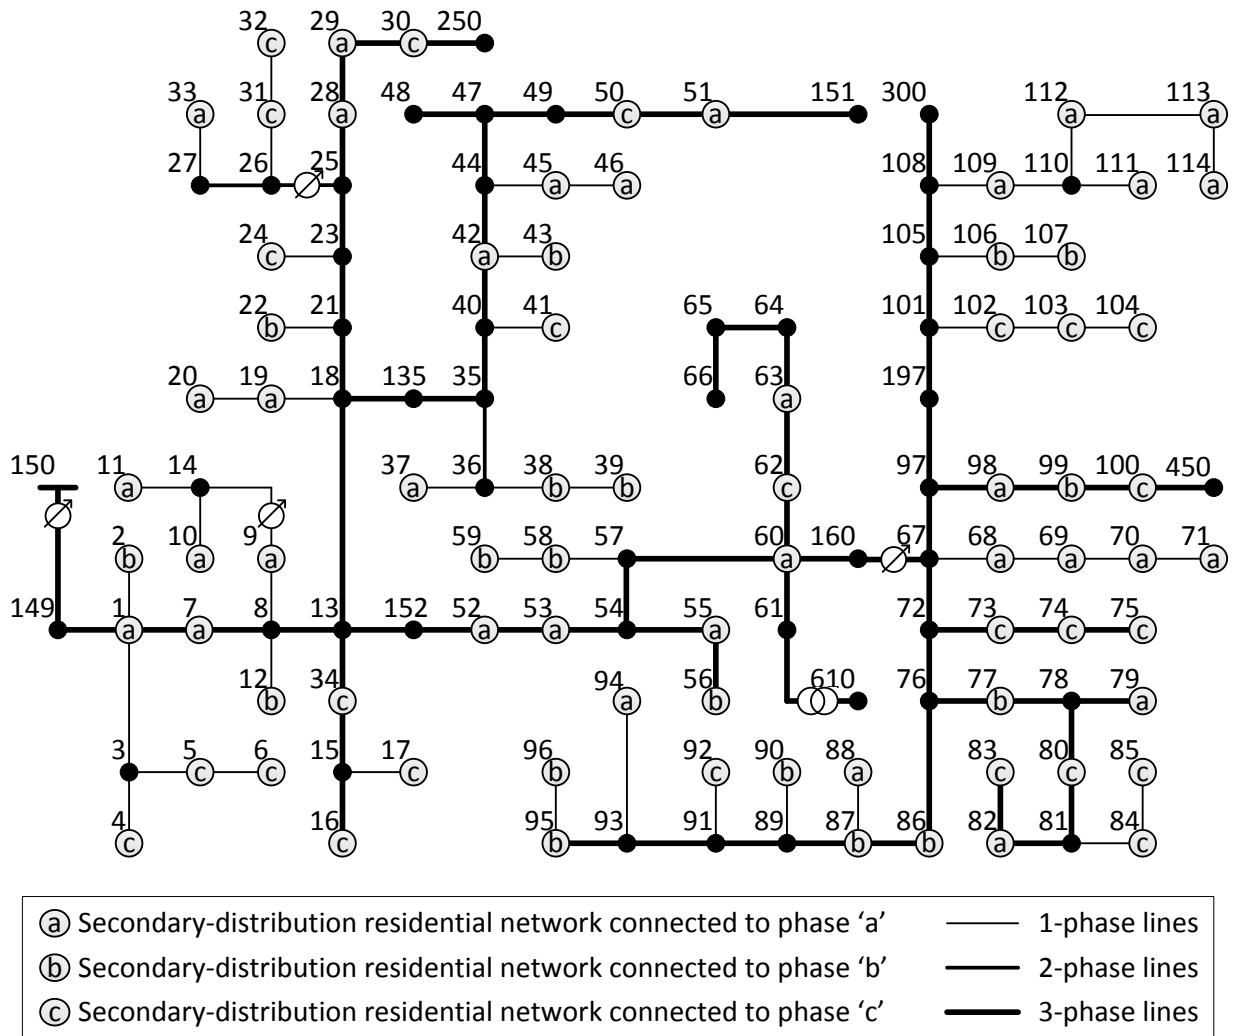 32 29 30 250
c a c
33 31 28 48 47 49 50 51 151 300 112 113
a c a c a a a
27 26 25 44 45 46 108 109 110 111 114
a a a a a
24 23 42 43 105 106 107
c a b b b
22 21 40 41 65 64 101 102 103 104
b c c c c
20 19 18 135 35 66 63 197
a a a
150 11 14 37 36 38 39 62 97 98 99 100 450
a a b b c a b c
2 10 9 59 58 57 60 160 67 68 69 70 71
b a a b b a a a a a
149 1 7 8 13 152 52 53 54 55 61 72 73 74 75
a a a a a c c c
12 34 94 56 610 76 77 78 79
b c a b b a
3 5 6 15 17 96 92 90 88 83 80 85
c c c b c b a c c c
4 16 95 93 91 89 87 86 82 81 84
c c b b b a c
a Secondary-distribution residential network connected to phase ‘a’ 1-phase lines
b Secondary-distribution residential network connected to phase ‘b’ 2-phase lines
c Secondary-distribution residential network connected to phase ‘c’ 3-phase lines